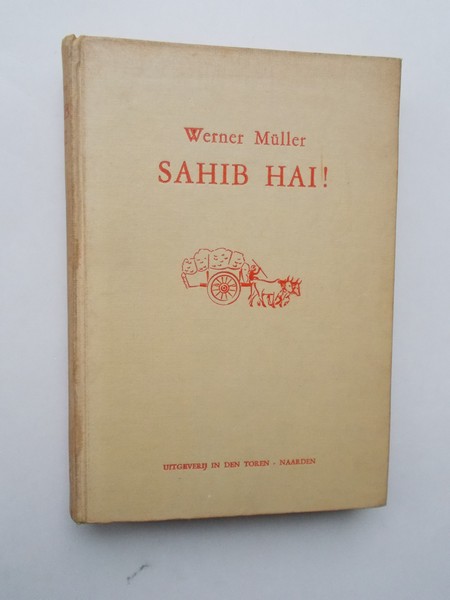 Werner Müller
SAHIB HAI!
UITGEVERIJ IN DEN TOREN - NAARDEN